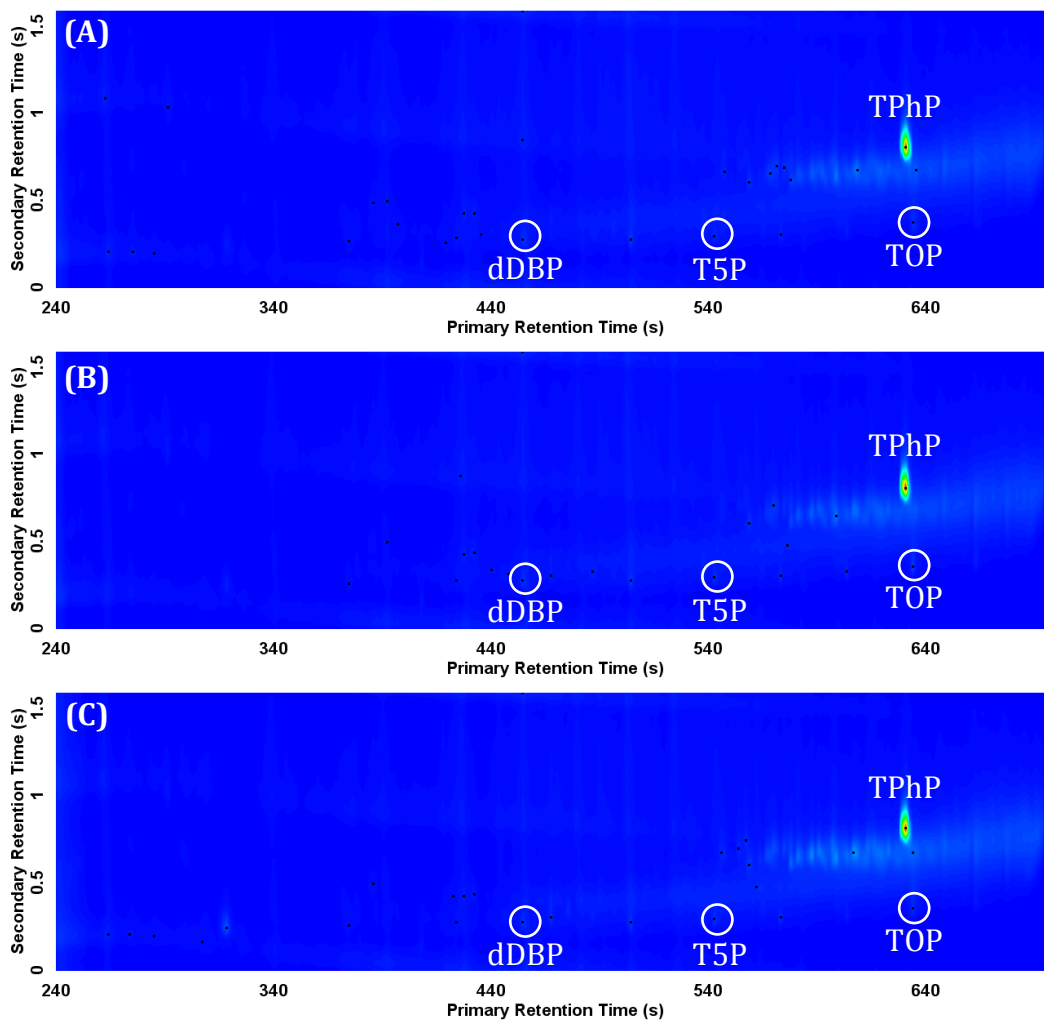 (A)
TPhP
dDBP
T5P
TOP
Secondary Retention Time (s)
0
0.5
1
1.5
240
340
440
540
640
Primary Retention Time (s)
(B)
TPhP
dDBP
T5P
TOP
Secondary Retention Time (s)
0
0.5
1
1.5
240
340
440
540
640
Primary Retention Time (s)
(C)
TPhP
dDBP
T5P
TOP
Secondary Retention Time (s)
0
0.5
1
1.5
240
340
440
540
640
Primary Retention Time (s)